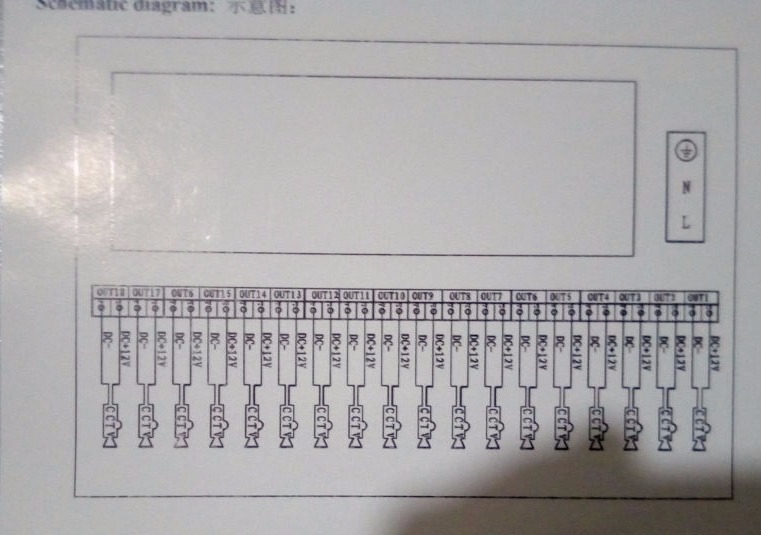 Schematic diagram: 示意图:
⏚
N
L
OUT18 OUT17 OUT6 OUT15 OUT14 OUT13 OUT12 OUT11 OUT10 OUT9 OUT8 OUT7 OUT6 OUT5 OUT4 OUT3 OUT2 OUT1
DC- DC+12V DC- DC+12V DC- DC+12V DC- DC+12V DC- DC+12V DC- DC+12V DC- DC+12V DC- DC+12V DC- DC+12V DC- DC+12V DC- DC+12V DC- DC+12V DC- DC+12V DC- DC+12V DC- DC+12V DC- DC+12V DC- DC+12V DC- DC+12V
CCTV CCTV CCTV CCTV CCTV CCTV CCTV CCTV CCTV CCTV CCTV CCTV CCTV CCTV CCTV CCTV CCTV CCTV